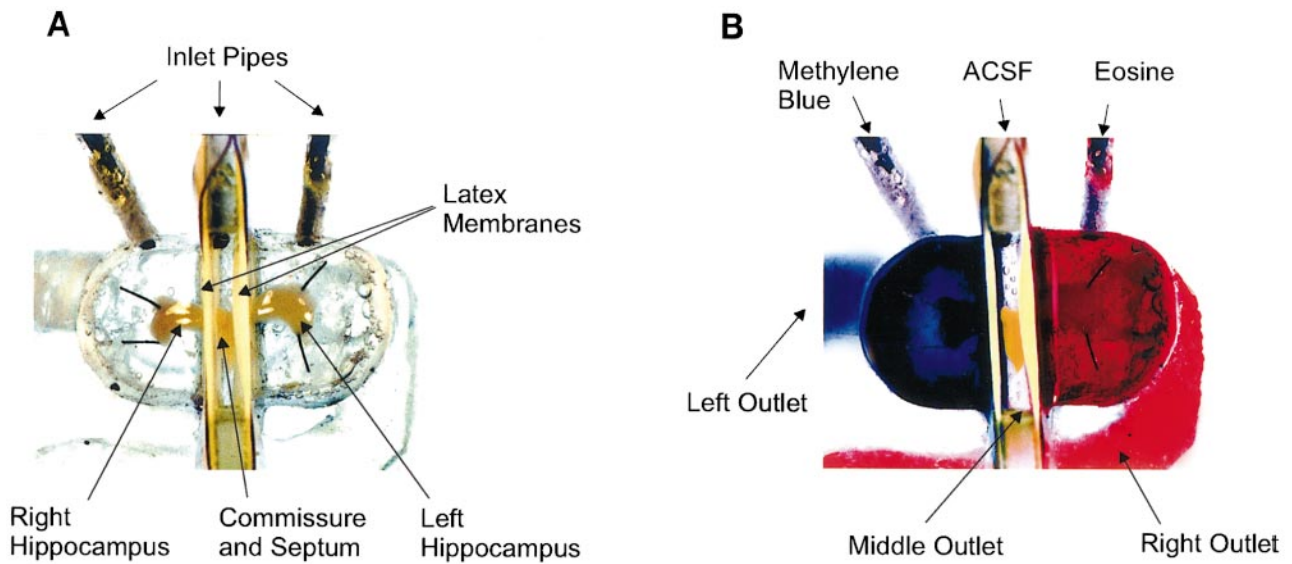 A
Inlet Pipes
Latex
Membranes
Right
Hippocampus
Commissure
and Septum
Left
Hippocampus
B
Methylene
Blue
ACSF
Eosine
Left Outlet
Middle Outlet
Right Outlet